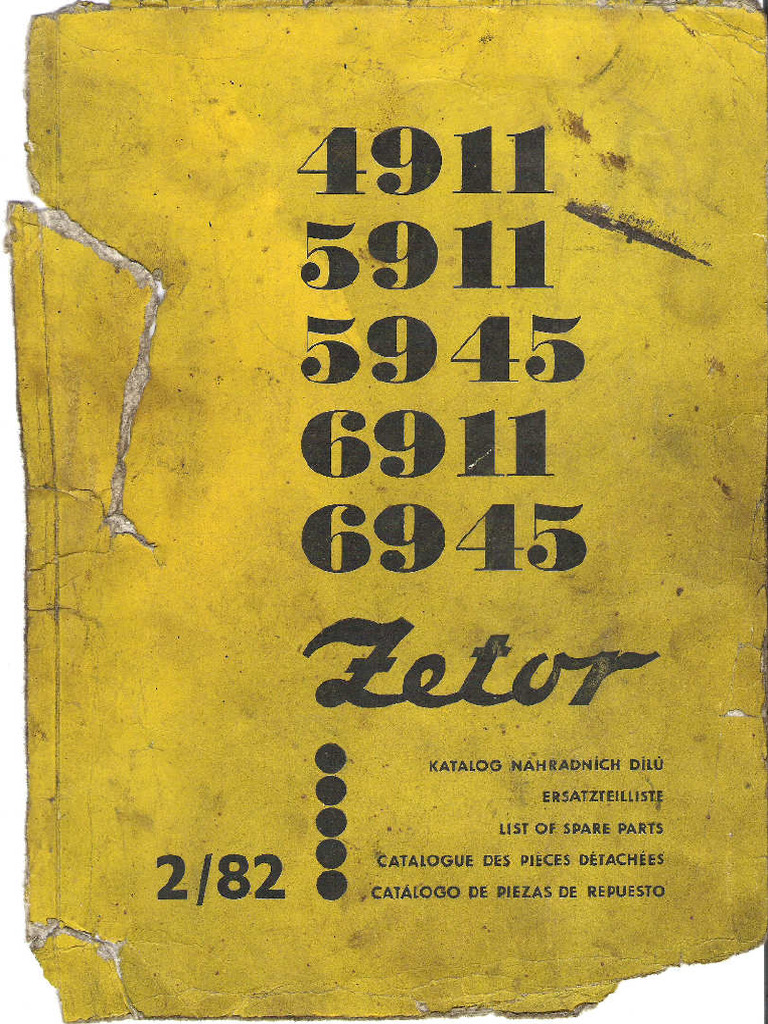 4911
5911
5945
6911
6945
Zetor
KATALOG NÁHRADNÍCH DÍLŮ
ERSATZTEILLISTE
LIST OF SPARE PARTS
CATALOGUE DES PIECES DÉTACHÉES
2/82 CATÁLOGO DE PIEZAS DE REPUESTO